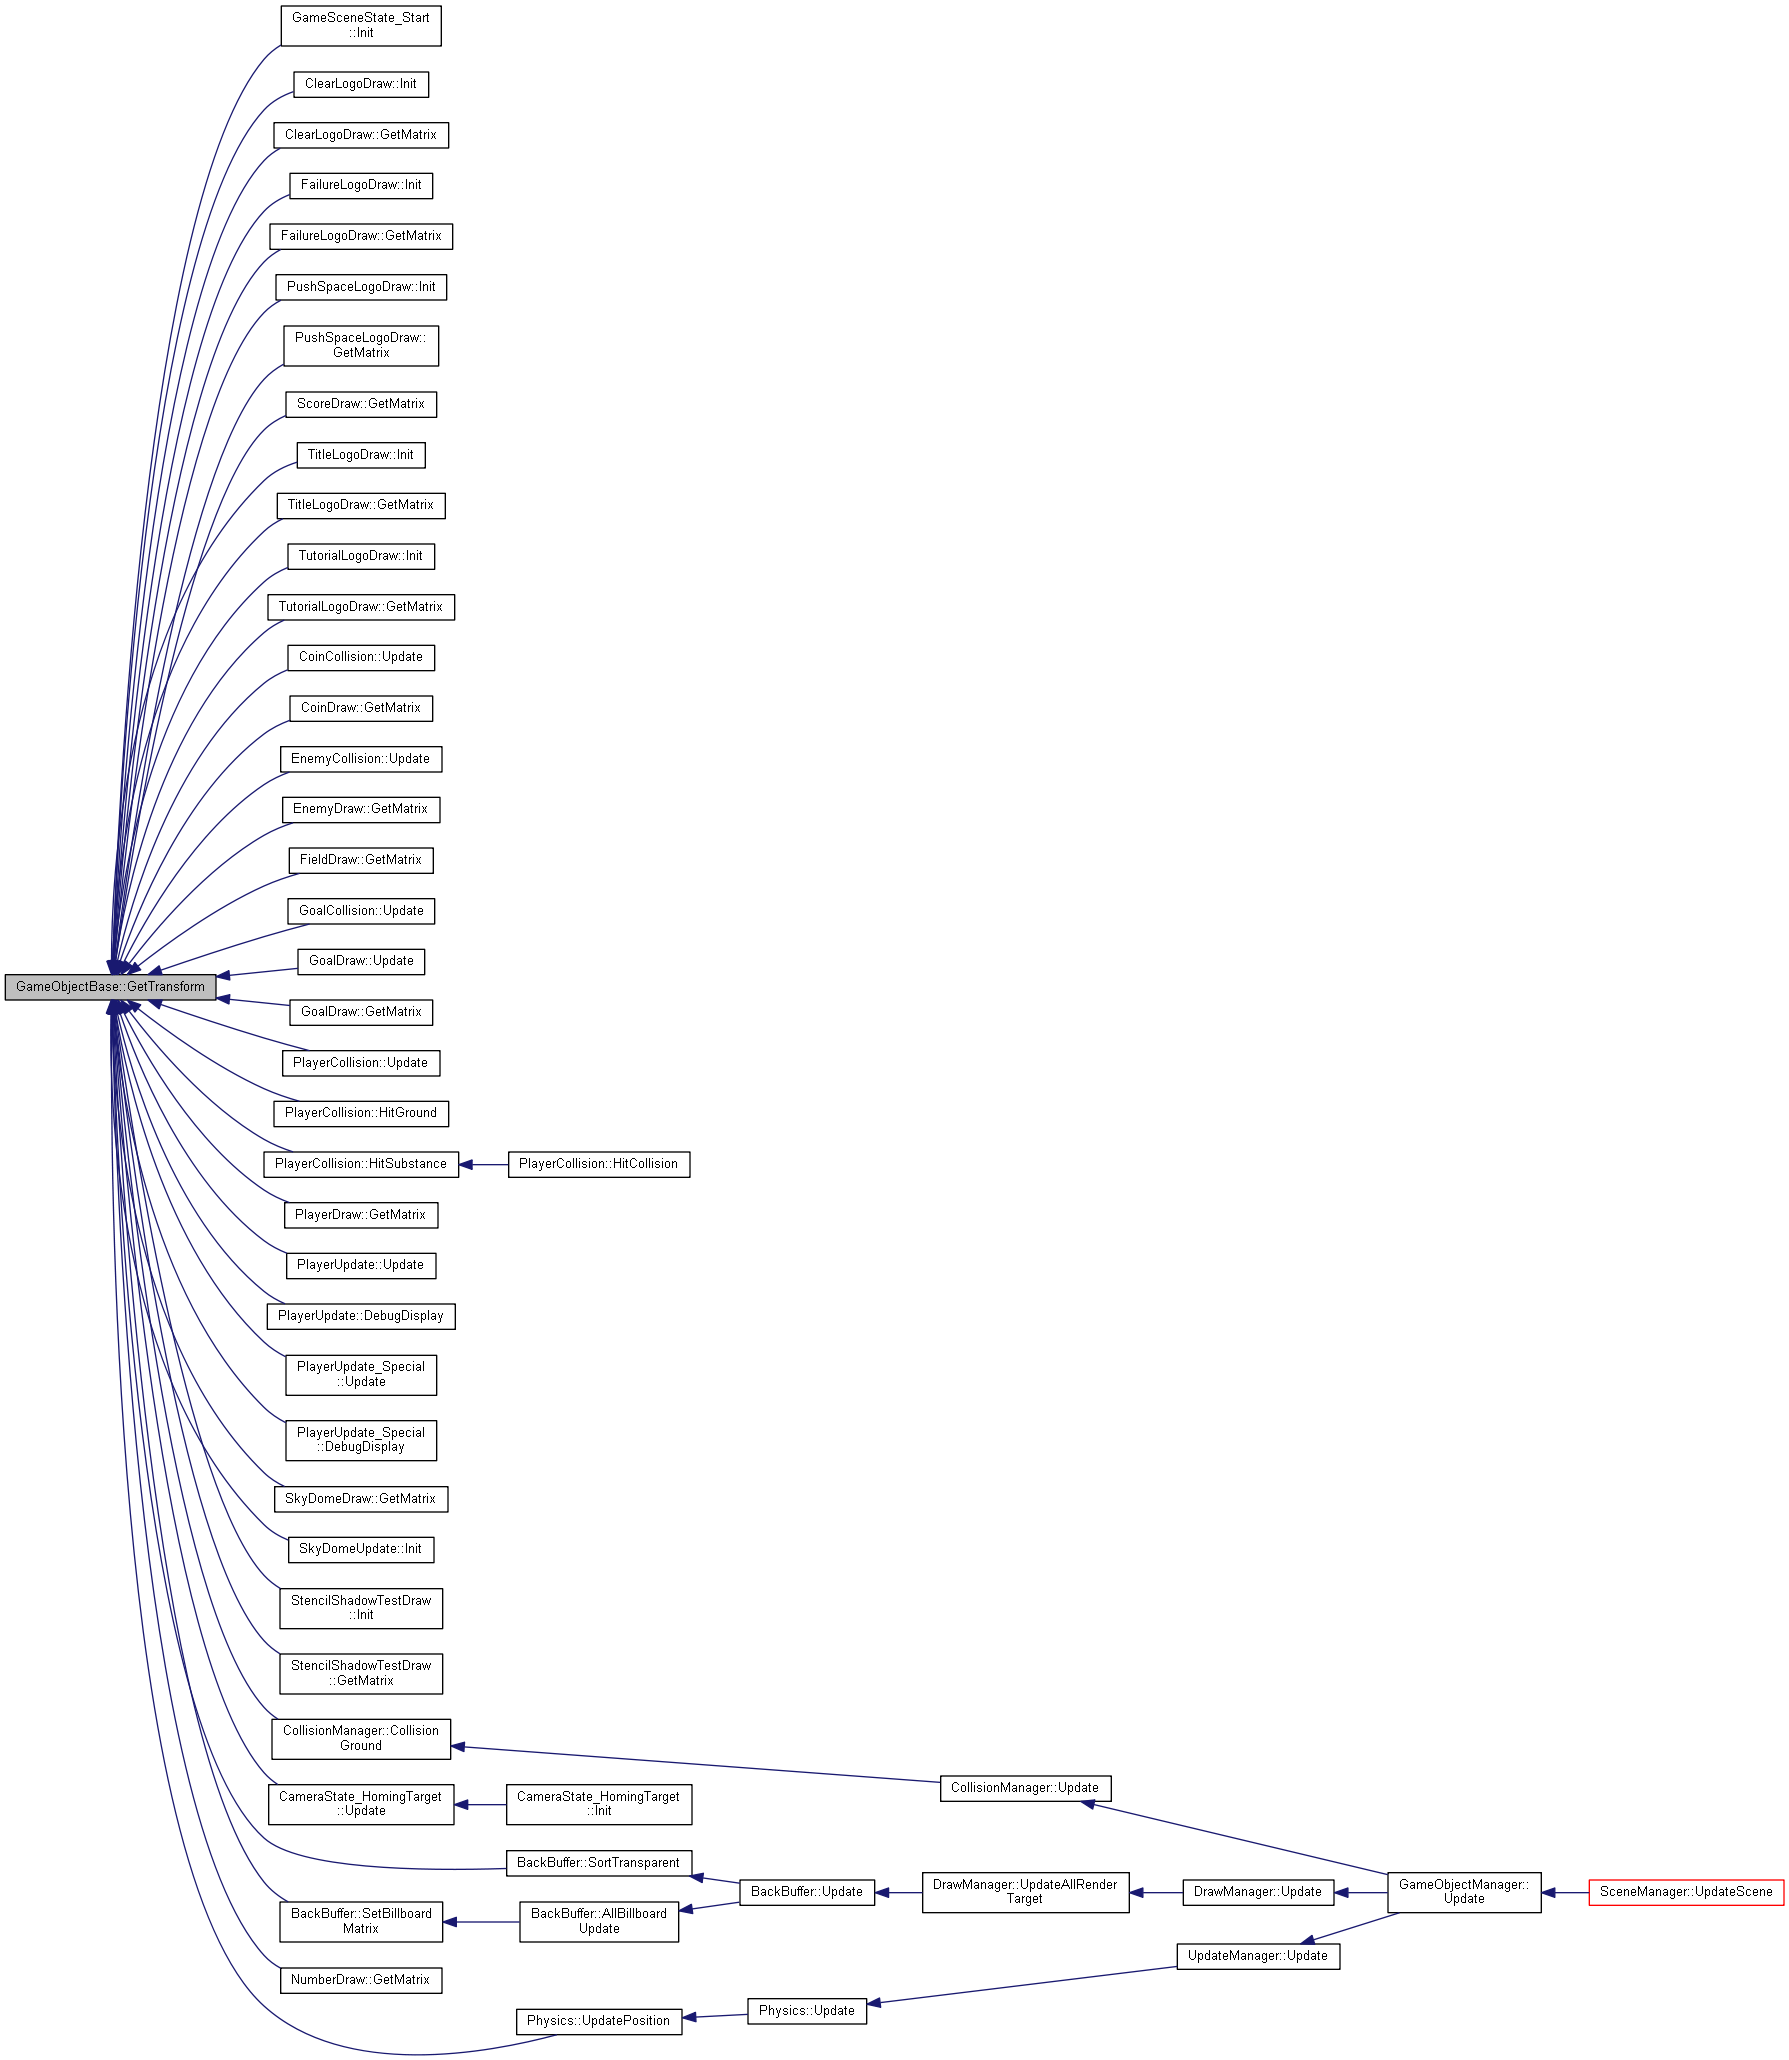 GameSceneState_Start
::Init
ClearLogoDraw::Init
ClearLogoDraw::GetMatrix
FailureLogoDraw::Init
FailureLogoDraw::GetMatrix
PushSpaceLogoDraw::Init
PushSpaceLogoDraw::
GetMatrix
ScoreDraw::GetMatrix
TitleLogoDraw::Init
TitleLogoDraw::GetMatrix
TutorialLogoDraw::Init
TutorialLogoDraw::GetMatrix
CoinCollision::Update
CoinDraw::GetMatrix
EnemyCollision::Update
EnemyDraw::GetMatrix
FieldDraw::GetMatrix
GoalCollision::Update
GoalDraw::Update
GameObjectBase::GetTransform
GoalDraw::GetMatrix
PlayerCollision::Update
PlayerCollision::HitGround
PlayerCollision::HitSubstance
PlayerCollision::HitCollision
PlayerDraw::GetMatrix
PlayerUpdate::Update
PlayerUpdate::DebugDisplay
PlayerUpdate_Special
::Update
PlayerUpdate_Special
::DebugDisplay
SkyDomeDraw::GetMatrix
SkyDomeUpdate::Init
StencilShadowTestDraw
::Init
StencilShadowTestDraw
::GetMatrix
CollisionManager::Collision
Ground
CollisionManager::Update
CameraState_HomingTarget
::Update
CameraState_HomingTarget
::Init
BackBuffer::SortTransparent
BackBuffer::Update
DrawManager::UpdateAllRender
Target
DrawManager::Update
GameObjectManager::
Update
SceneManager::UpdateScene
BackBuffer::SetBillboard
Matrix
BackBuffer::AllBillboard
Update
UpdateManager::Update
NumberDraw::GetMatrix
Physics::UpdatePosition
Physics::Update